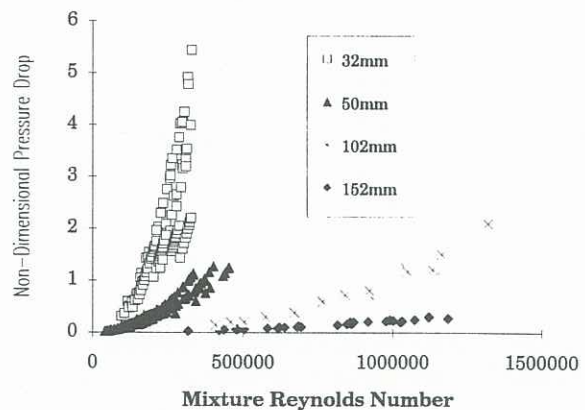 Non-Dimensional Pressure Drop
6
5
4
3
2
1
0
32mm
50mm
102mm
152mm
0
500000
1000000
1500000
Mixture Reynolds Number